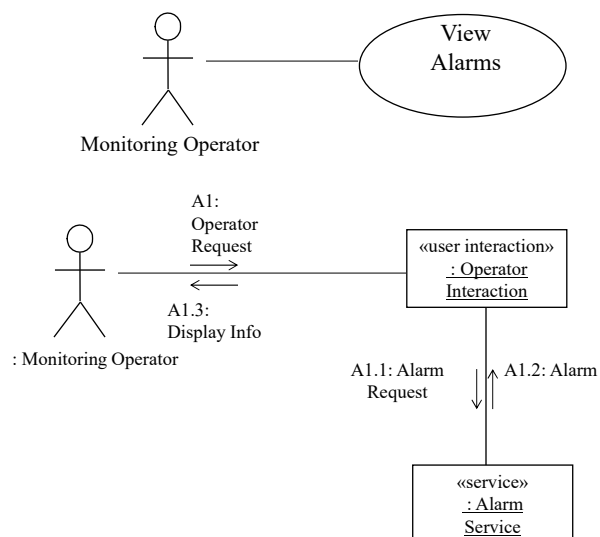 View
Alarms
Monitoring Operator
A1:
Operator
Request
A1.3:
Display Info
: Monitoring Operator
«user interaction»
: Operator
Interaction
A1.1: Alarm
Request
A1.2: Alarm
«service»
: Alarm
Service